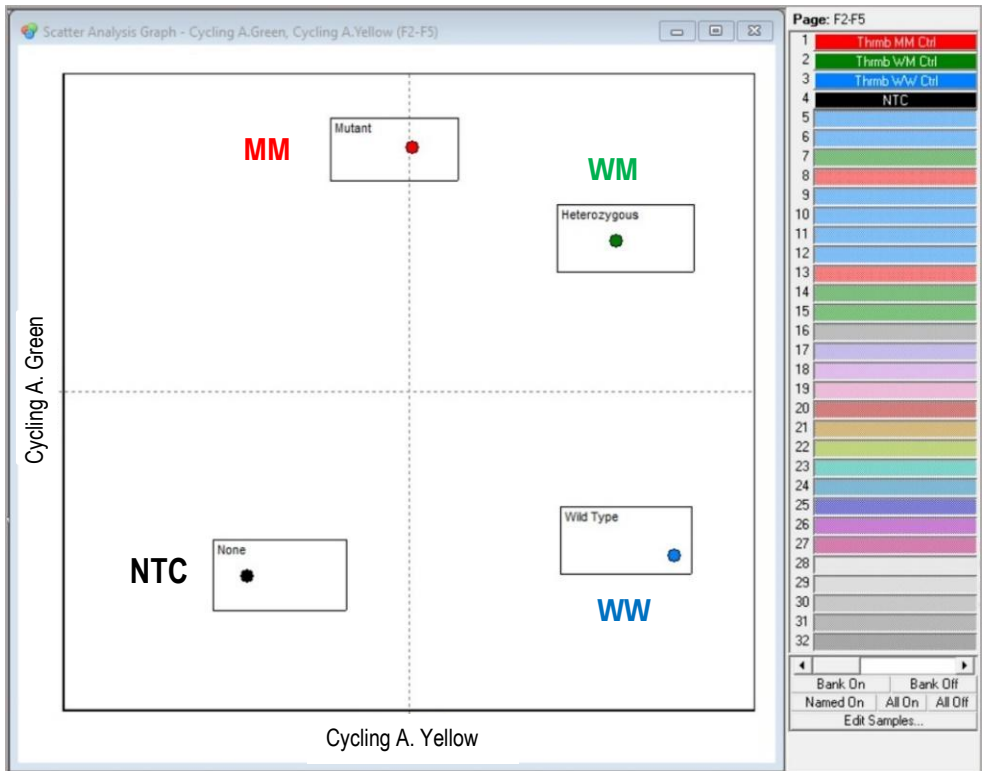 Scatter Analysis Graph - Cycling A.Green, Cycling A.Yellow (F2-F5)
Mutant
MM
WM
Heterozygous
Cycling A. Green
Wild Type
None
NTC
WW
Cycling A. Yellow
Page: F2-F5
1 Thrmb MM Ctrl
2 Thrmb WM Ctrl
3 Thrmb WW Ctrl
4 NTC
5
6
7
8
9
10
11
12
13
14
15
16
17
18
19
20
21
22
23
24
25
26
27
28
29
30
31
32
Bank On Bank Off
Named On All On All Off
Edit Samples...